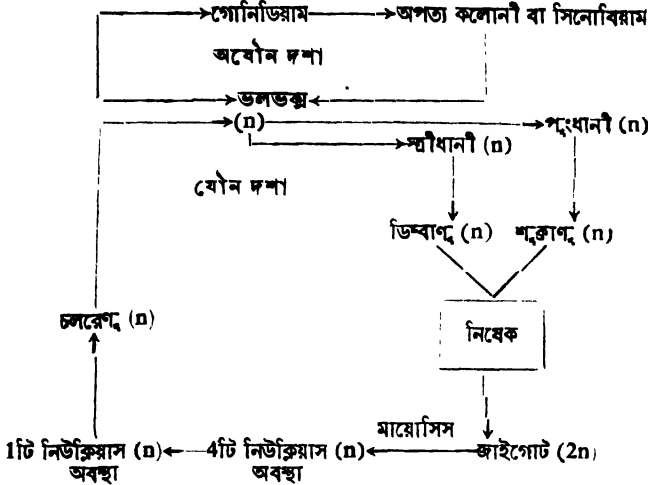 গোনিডিয়াম অপত্য কলোনী বা সিনোবিয়াম
অযৌন দশা
ভলভক্স
(n) পুংধানী (n)
স্ত্রীধানী (n)
যৌন দশা
ডিম্বাণু (n) শুক্রাণু (n)
চলরেণু (n)
নিষেক
মায়োসিস
1টি নিউক্লিয়াস (n) 4টি নিউক্লিয়াস (n) জাইগোট (2n)
অবস্থা অবস্থা